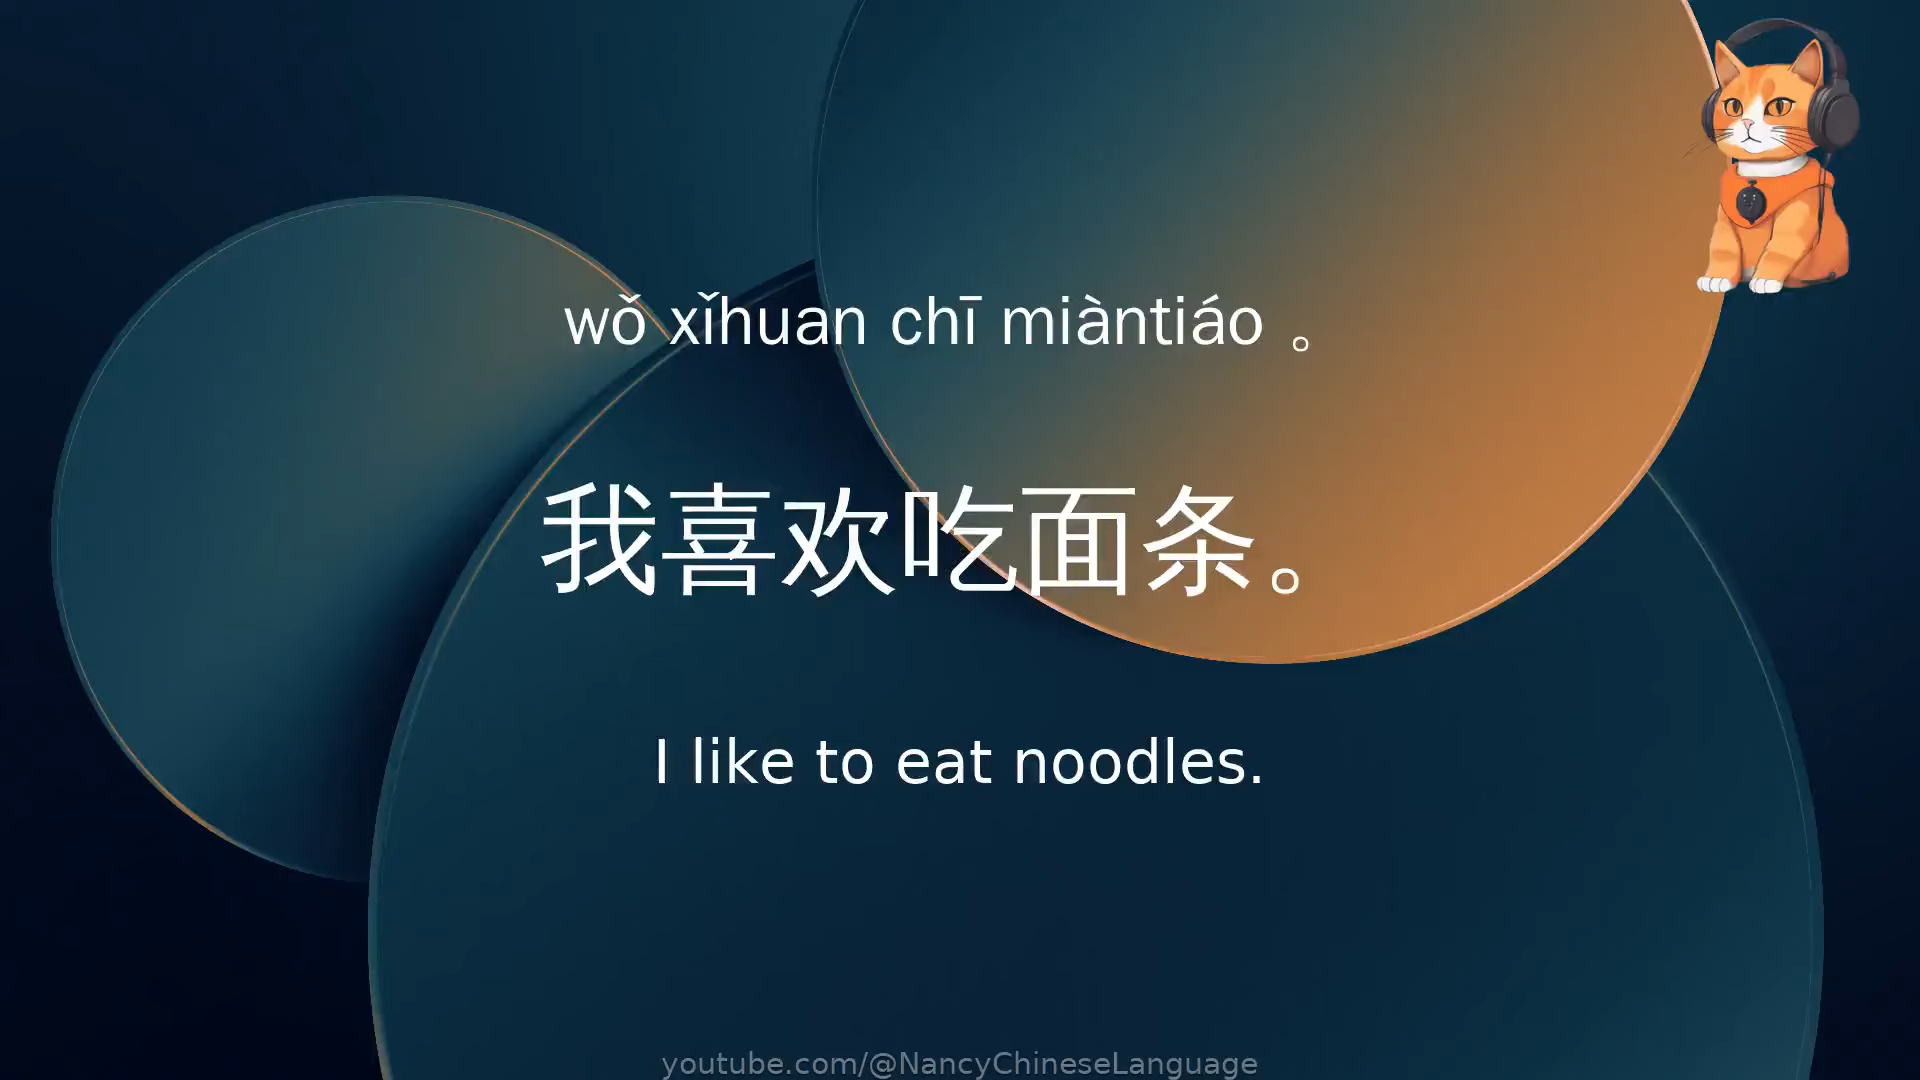 wǒ xǐhuan chī miàntiáo 。
我喜欢吃面条。
I like to eat noodles.
youtube.com/@NancyChineseLanguage